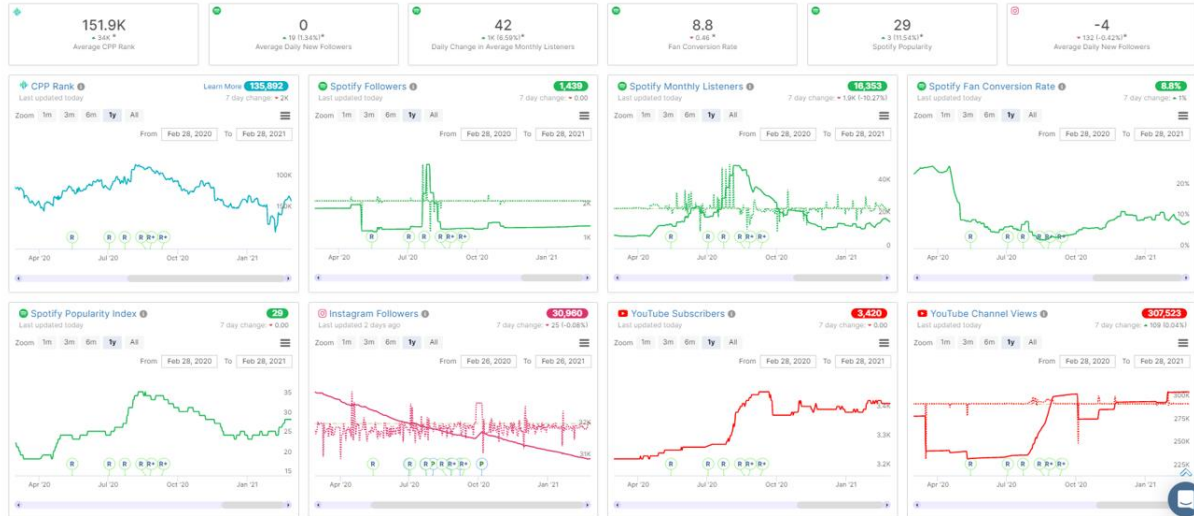 151.9K
34K *
Average CPP Rank
0
19 (1.34%)*
Average Daily New Followers
42
1K (6.59%)*
Daily Change in Average Monthly Listeners
8.8
0.46 *
Fan Conversion Rate
29
3 (11.54%)*
Spotify Popularity
-4
132 (-0.42%)*
Average Daily New Followers
CPP Rank
Learn More 135,892
Last updated today
7 day change: 2K
Zoom 1m 3m 6m 1y All
From Feb 28, 2020 To Feb 28, 2021
100K
150K
R R R R R+ R+
Apr '20 Jul '20 Oct '20 Jan '21
Spotify Followers
1,439
Last updated today
7 day change: 0.00
Zoom 1m 3m 6m 1y All
From Feb 28, 2020 To Feb 28, 2021
2K
1K
R R R R R+ R+
Apr '20 Jul '20 Oct '20 Jan '21
Spotify Monthly Listeners
16,353
Last updated today
7 day change: 1.9K (-10.27%)
Zoom 1m 3m 6m 1y All
From Feb 28, 2020 To Feb 28, 2021
40K
20K
0
R R R R R+ R+
Apr '20 Jul '20 Oct '20 Jan '21
Spotify Fan Conversion Rate
8.8%
Last updated today
7 day change: 1%
Zoom 1m 3m 6m 1y All
From Feb 28, 2020 To Feb 28, 2021
20%
10%
0%
R R R R R+ R+
Apr '20 Jul '20 Oct '20 Jan '21
Spotify Popularity Index
29
Last updated today
7 day change: 0.00
Zoom 1m 3m 6m 1y All
From Feb 28, 2020 To Feb 28, 2021
35
30
25
20
15
R R R R R+ R+
Apr '20 Jul '20 Oct '20 Jan '21
Instagram Followers
30,960
Last updated 2 days ago
7 day change: 25 (-0.08%)
Zoom 1m 3m 6m 1y All
From Feb 26, 2020 To Feb 26, 2021
32K
31K
R R R P R R+ R+ P
Apr '20 Jul '20 Oct '20 Jan '21
YouTube Subscribers
3,420
Last updated today
7 day change: 0.00
Zoom 1m 3m 6m 1y All
From Feb 28, 2020 To Feb 28, 2021
3.4K
3.3K
3.2K
R R R R R+ R+
Apr '20 Jul '20 Oct '20 Jan '21
YouTube Channel Views
307,523
Last updated today
7 day change: 109 (0.04%)
Zoom 1m 3m 6m 1y All
From Feb 28, 2020 To Feb 28, 2021
300K
275K
250K
225K
R R R R R+ R+
Apr '20 Jul '20 Oct '20 Jan '21